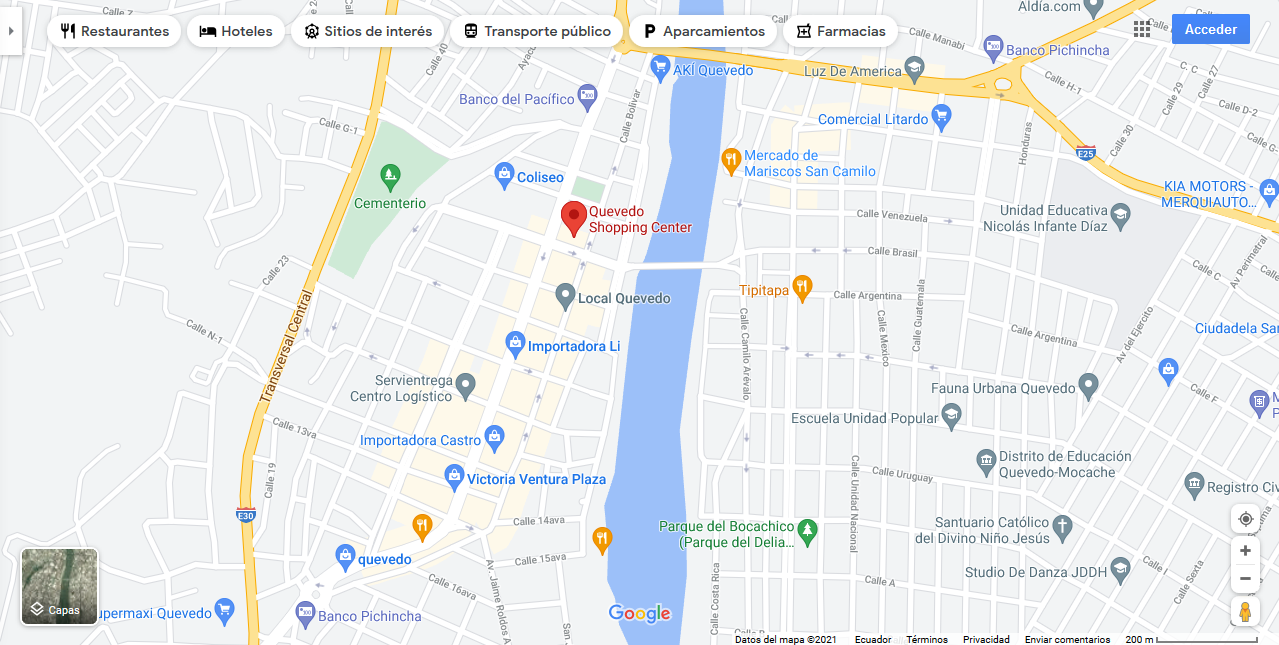 Restaurantes
Hoteles
Sitios de interés
Transporte público
Aparcamientos
Farmacias
Aldía.com
Acceder
Calle Manabi
Banco Pichincha
Calle 40
AKÍ Quevedo
Luz De America
C. C
Calle 27
Calle H-1
Calle 29
Banco del Pacífico
Calle Bolivar
Comercial Litardo
Calle D-2
Calle G-1
Calle 30
Honduras
E25
Mercado de
Mariscos San Camilo
Coliseo
Cementerio
KIA MOTORS -
MERQUIAUTO...
Quevedo
Shopping Center
Calle Venezuela
Unidad Educativa
Nicolás Infante Díaz
Calle Brasil
Calle 23
Calle C
Av Perimetral
Tipitapa
Calle Argentina
Local Quevedo
Calle Guatemala
Calle N-1
Transversal Central
Calle Camilo Arévalo
Calle Mexico
Calle Argentina
Av del Ejercito
Ciudadela Sar
Importadora Li
Servientrega
Centro Logístico
Fauna Urbana Quevedo
Calle F
M
P
Escuela Unidad Popular
Calle 13va
Importadora Castro
Distrito de Educación
Quevedo-Mocache
Calle 19
Victoria Ventura Plaza
Calle Uruguay
Registro Civ
Calle Unidad Nacional
E30
Calle 14ava
Parque del Bocachico
(Parque del Delia...
Santuario Católico
del Divino Niño Jesús
quevedo
Calle 15ava
Calle 16ava
Av. Jaime Roldos A
Calle Costa Rica
Calle A
Studio De Danza JDDH
Calle Sexta
Capas
upermaxi Quevedo
Banco Pichincha
Google
San
Datos del mapa ©2021
Ecuador
Términos
Privacidad
Enviar comentarios
200 m